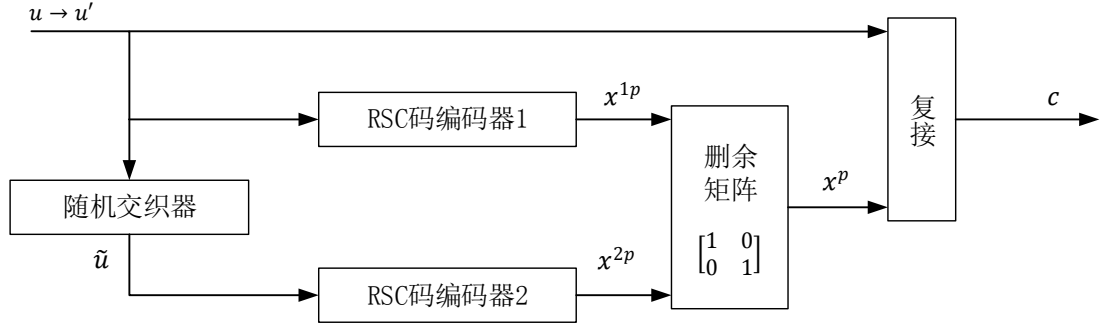 u → u′
RSC码编码器1
x^{1p}
删余
矩阵
[1 0
0 1]
x^p
复
接
c
随机交织器
ũ
RSC码编码器2
x^{2p}